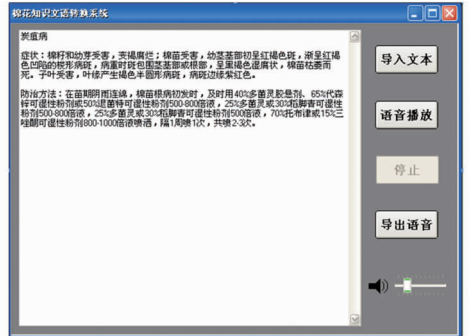 棉花知识文语转换系统
炭疽病
症状：棉籽和幼芽受害，变褐腐烂；棉苗受害，幼茎基部初呈红褐色斑，渐呈红褐
色凹陷的梭形病斑，病重时斑包围茎基部或根部，呈黑褐色湿腐状，棉苗枯萎而
死。子叶受害，叶缘产生褐色半圆形病斑，病斑边缘紫红色。
防治方法：在苗期阴雨连绵，棉苗根病初发时，及时用40%多菌灵胶悬剂、65%代森
锌可湿性粉剂或50%退菌特可湿性粉剂500-800倍液，25%多菌灵或30%稻脚青可湿性
粉剂500-800倍液，25%多菌灵或30%稻脚青可湿性粉剂500倍液，70%托布津或15%三
唑酮可湿性粉剂800-1000倍液喷洒，隔1周喷1次，共喷2-3次。
导入文本
语音播放
停止
导出语音